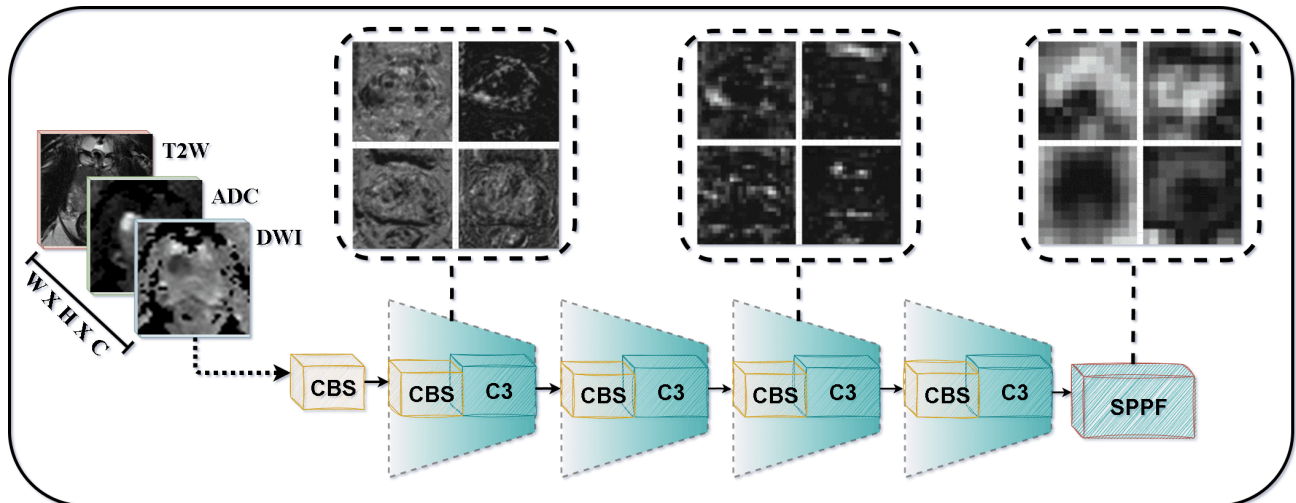 T2W
ADC
DWI
W X H X C
CBS
CBS C3
CBS C3
CBS C3
CBS C3
SPPF